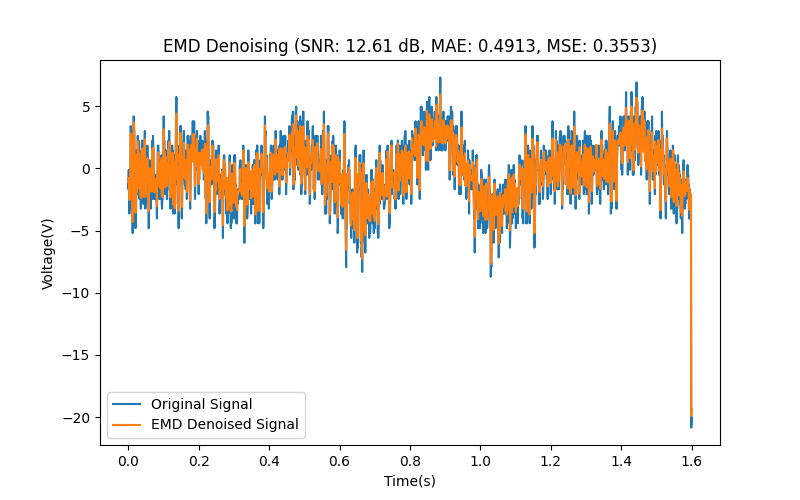 EMD Denoising (SNR: 12.61 dB, MAE: 0.4913, MSE: 0.3553)
5
0
−5
−10
−15
−20
Voltage(V)
Original Signal
EMD Denoised Signal
0.0 0.2 0.4 0.6 0.8 1.0 1.2 1.4 1.6
Time(s)